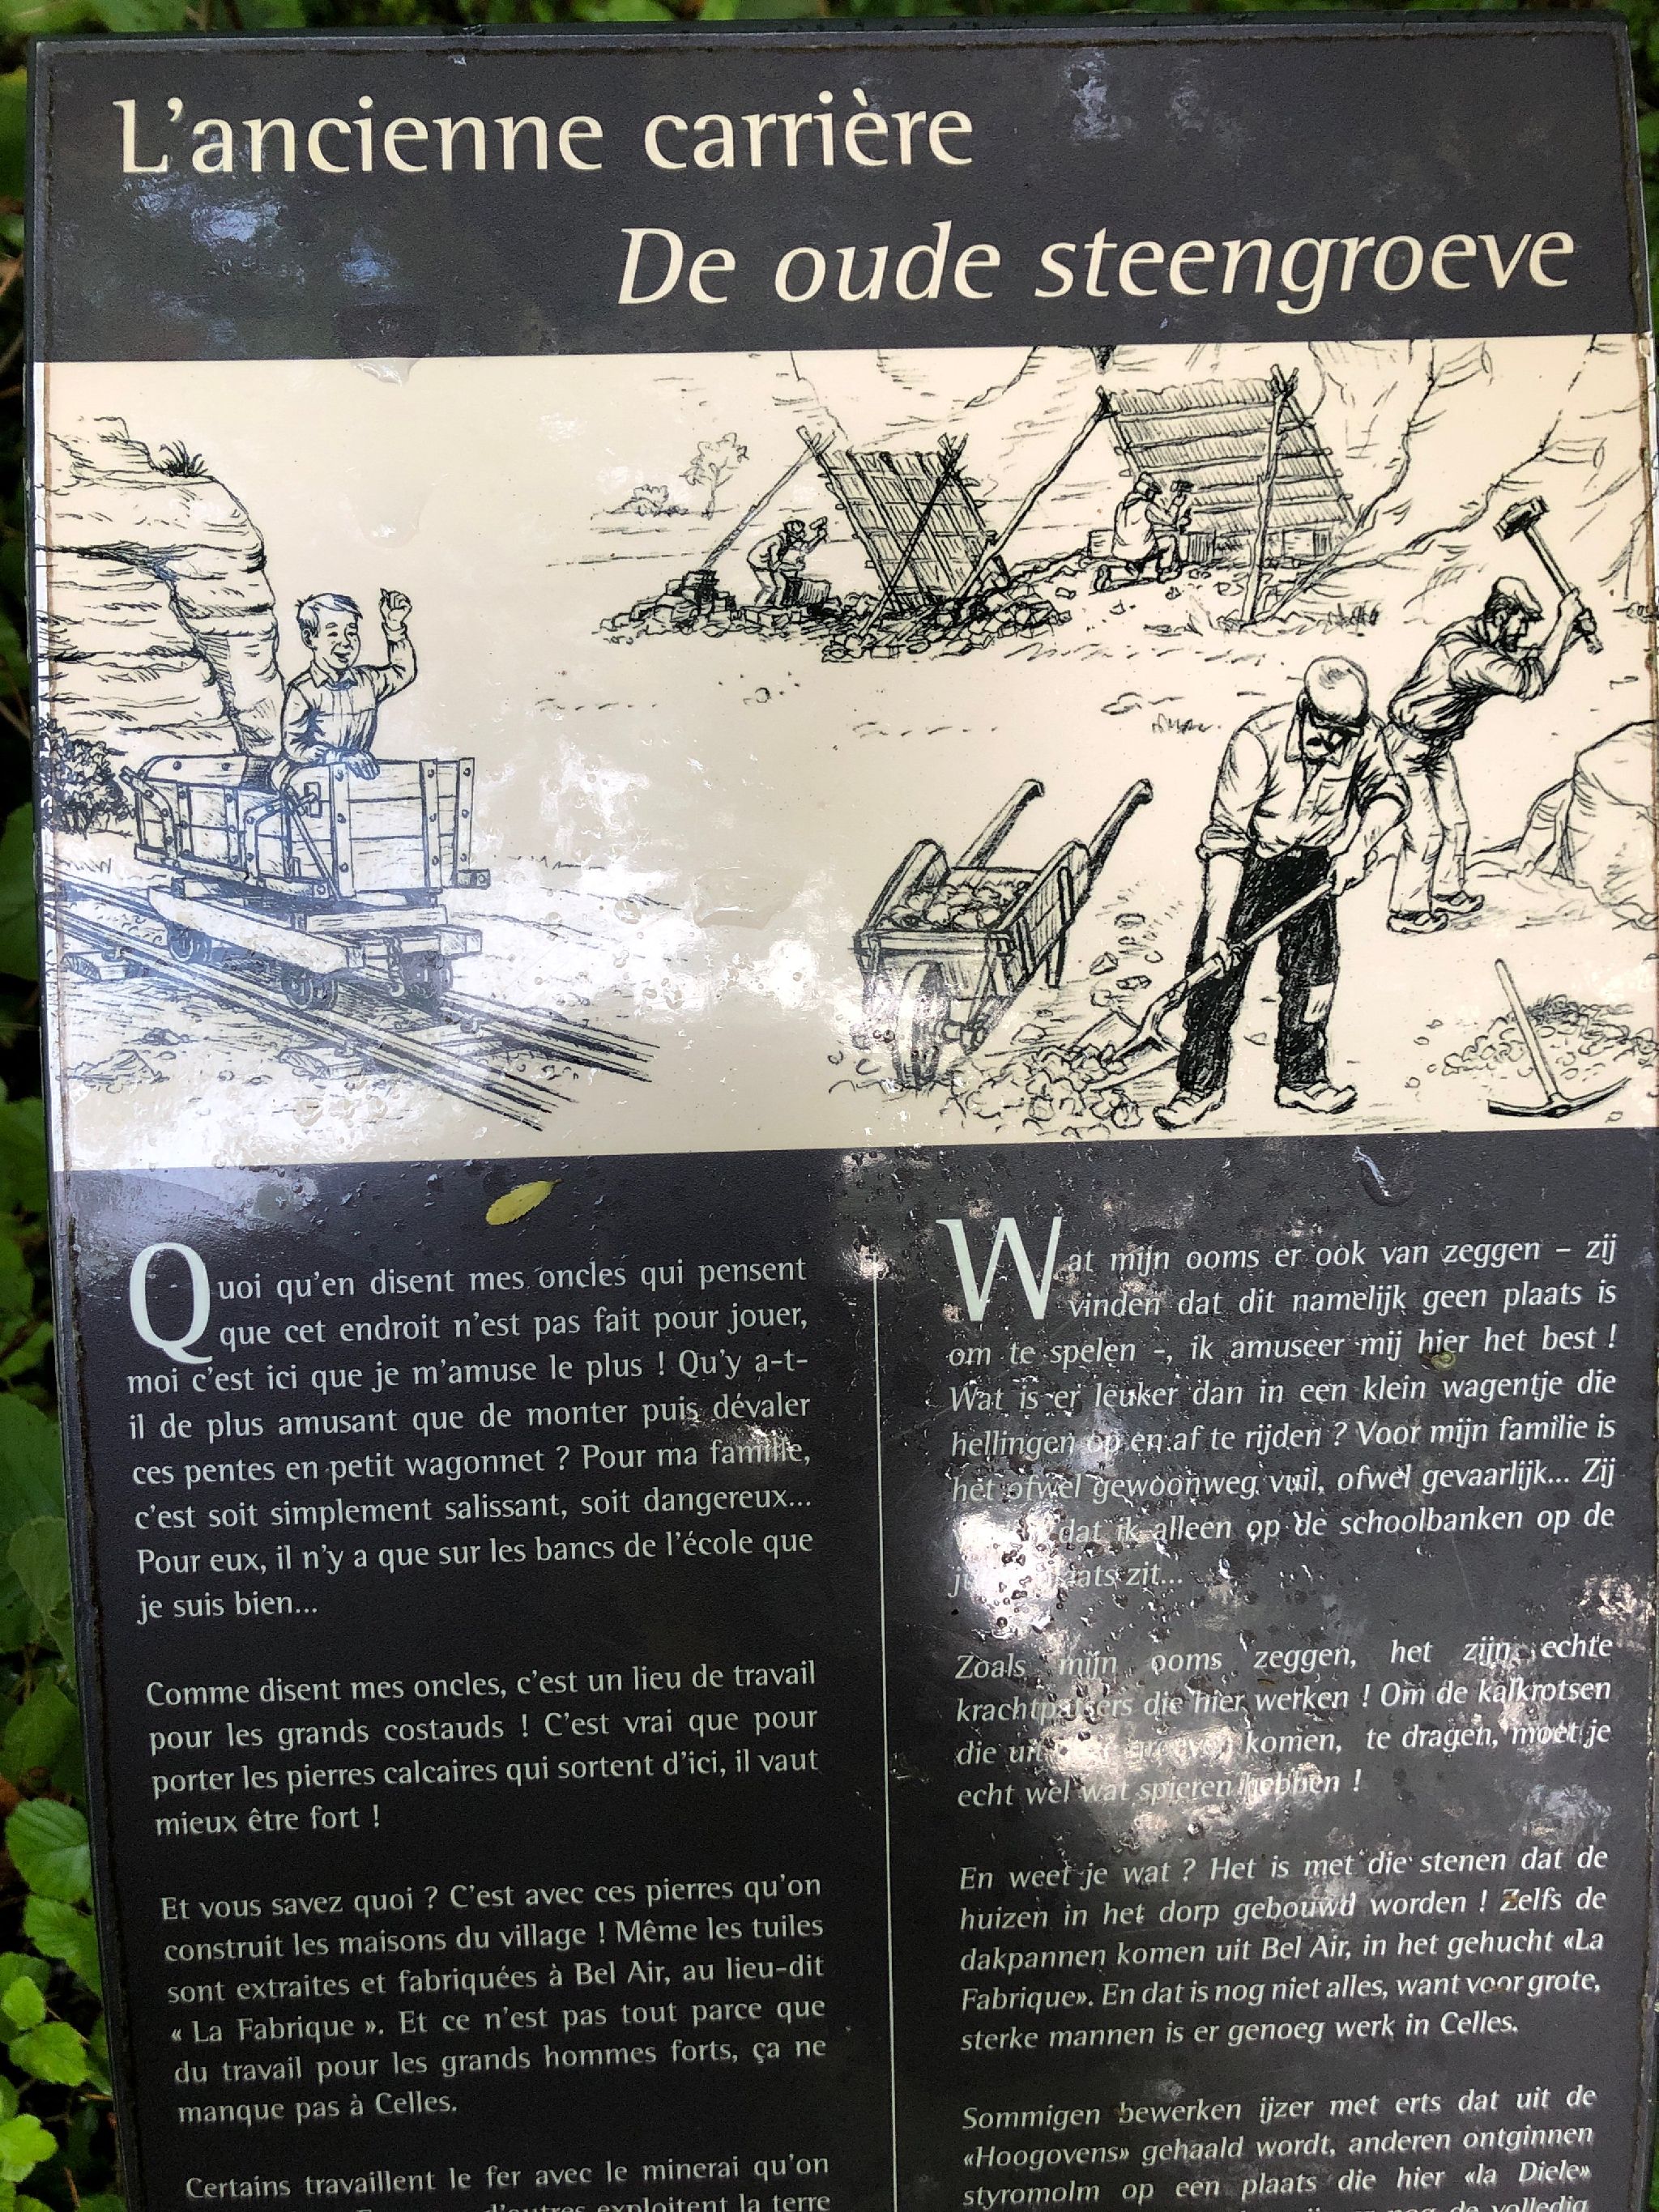 L'ancienne carrière
De oude steengroeve
Quoi qu'en disent mes oncles qui pensent
que cet endroit n'est pas fait pour jouer,
moi c'est ici que je m'amuse le plus ! Qu'y a-t-
il de plus amusant que de monter puis dévaler
ces pentes en petit wagonnet ? Pour ma famille,
c'est soit simplement salissant, soit dangereux...
Pour eux, il n'y a que sur les bancs de l'école que
je suis bien...
Comme disent mes oncles, c'est un lieu de travail
pour les grands costauds ! C'est vrai que pour
porter les pierres calcaires qui sortent d'ici, il vaut
mieux être fort !
Et vous savez quoi ? C'est avec ces pierres qu'on
construit les maisons du village ! Même les tuiles
sont extraites et fabriquées à Bel Air, au lieu-dit
« La Fabrique ». Et ce n'est pas tout parce que
du travail pour les grands hommes forts, ça ne
manque pas à Celles.
Certains travaillent le fer avec le minerai qu'on
d'autres exploitent la terre
Wat mijn ooms er ook van zeggen – zij
vinden dat dit namelijk geen plaats is
om te spelen -, ik amuseer mij hier het best !
Wat is er leuker dan in een klein wagentje die
hellingen op en af te rijden ? Voor mijn familie is
het ofwel gewoonweg vuil, ofwel gevaarlijk... Zij
dat ik alleen op de schoolbanken op de
zit...
Zoals mijn ooms zeggen, het zijn echte
die hier werken ! Om de kalkrotsen
die komen, te dragen, moet je
echt wel wat spieren hebben !
En weet je wat ? Het is met die stenen dat de
huizen in het dorp gebouwd worden ! Zelfs de
dakpannen komen uit Bel Air, in het gehucht «La
Fabrique». En dat is nog niet alles, want voor grote,
sterke mannen is er genoeg werk in Celles.
Sommigen bewerken ijzer met erts dat uit de
«Hoogovens» gehaald wordt, anderen ontginnen
styromolm op een plaats die hier «la Diele»
de volledig